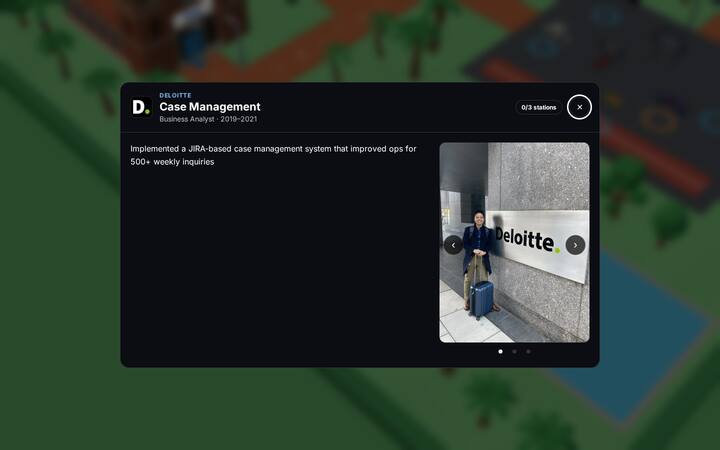 DELOITTE
D.
Case Management
Business Analyst · 2019–2021
0/3 stations
Implemented a JIRA-based case management system that improved ops for
500+ weekly inquiries
Deloitte.